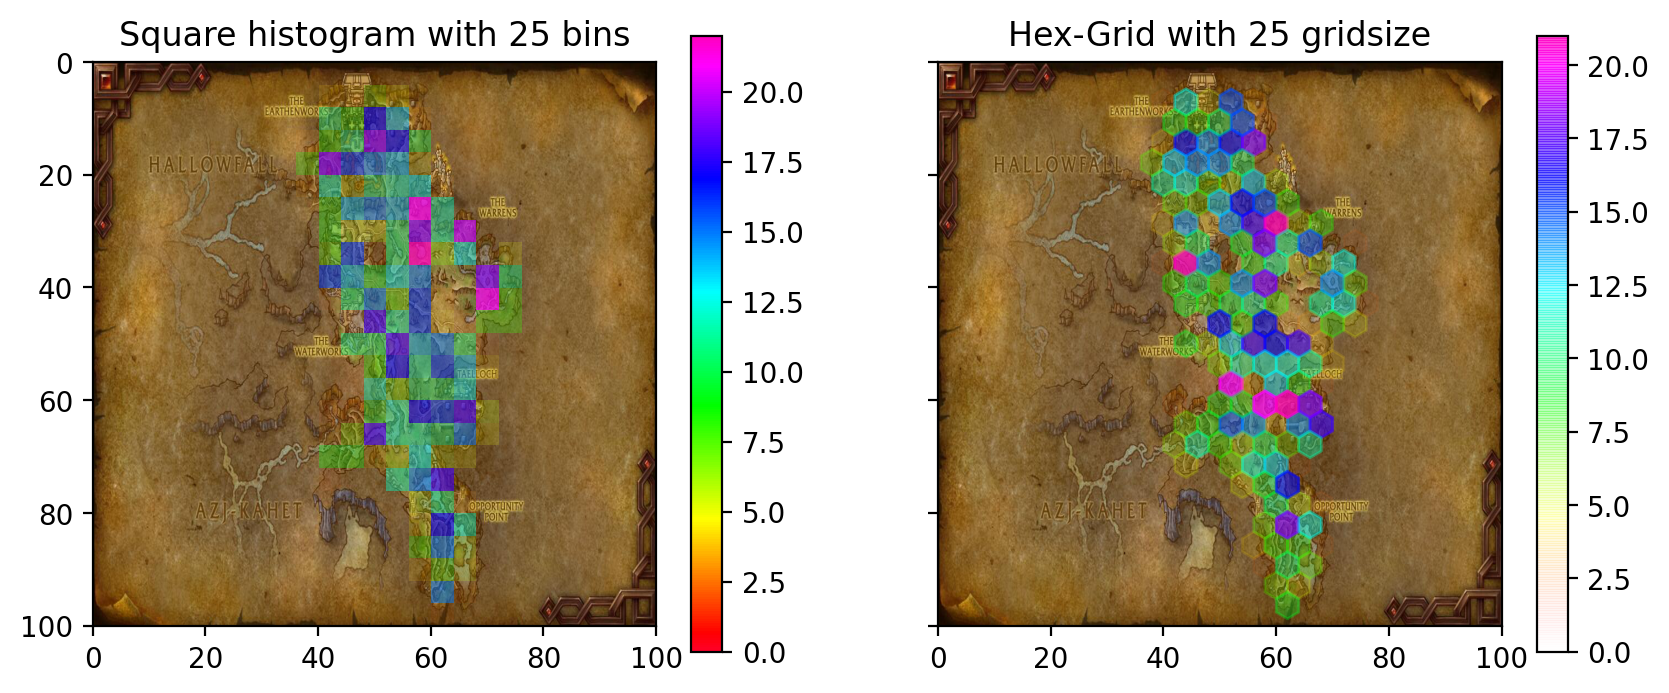 Square histogram with 25 bins
0
20
40
60
80
100
0
20
40
60
80
100
THE
EARTHENWORKS
HALLOWFALL
THE
WARRENS
THE
WATERWORKS
TAELLOCH
AZJ-KAHET
OPPORTUNITY
POINT
20.0
17.5
15.0
12.5
10.0
7.5
5.0
2.5
0.0
Hex-Grid with 25 gridsize
0
20
40
60
80
100
THE
EARTHENWORKS
HALLOWFALL
THE
WARRENS
THE
WATERWORKS
TAELLOCH
AZJ-KAHET
OPPORTUNITY
POINT
20.0
17.5
15.0
12.5
10.0
7.5
5.0
2.5
0.0